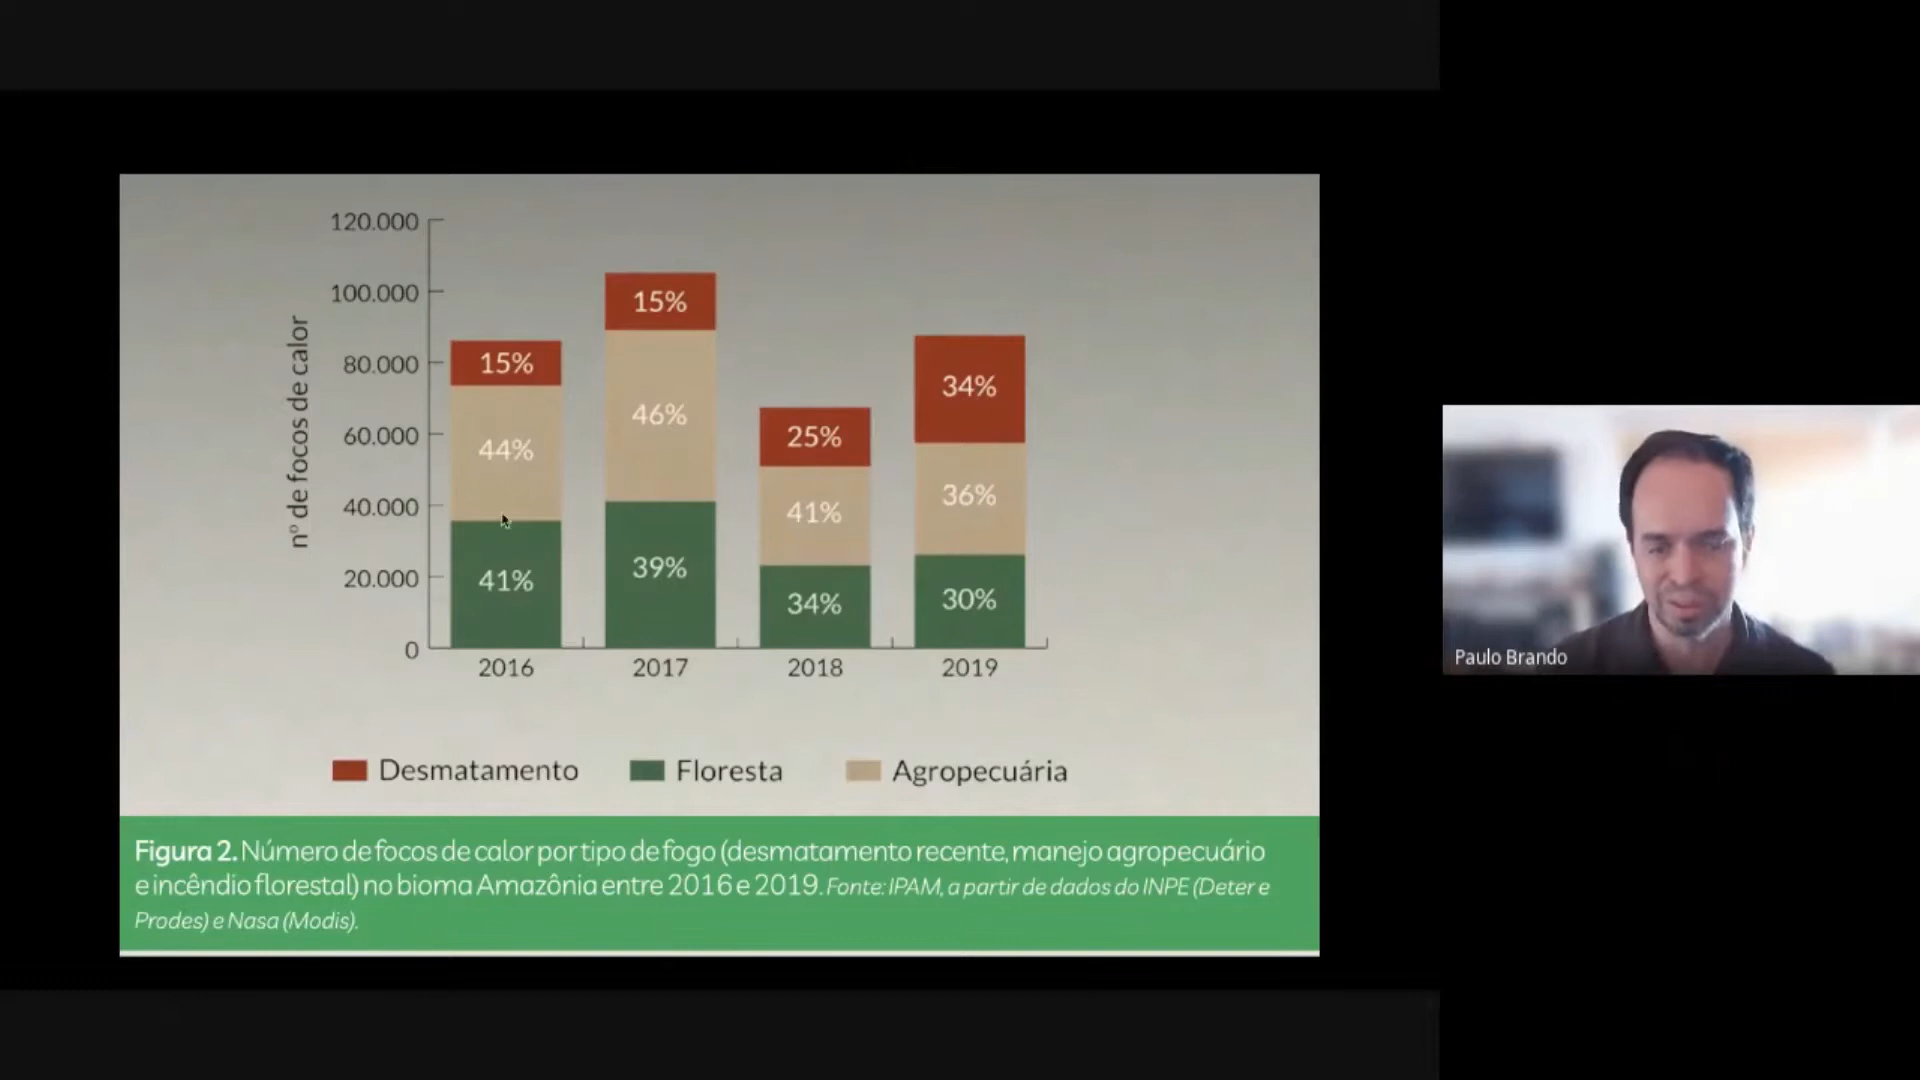 120.000
100.000
80.000
60.000
40.000
20.000
0
nº de focos de calor
15%
44%
41%
15%
46%
39%
25%
41%
34%
34%
36%
30%
2016 2017 2018 2019
Desmatamento Floresta Agropecuária
Figura 2. Número de focos de calor por tipo de fogo (desmatamento recente, manejo agropecuário
e incêndio florestal) no bioma Amazônia entre 2016 e 2019. Fonte: IPAM, a partir de dados do INPE (Deter e
Prodes) e Nasa (Modis).
Paulo Brando